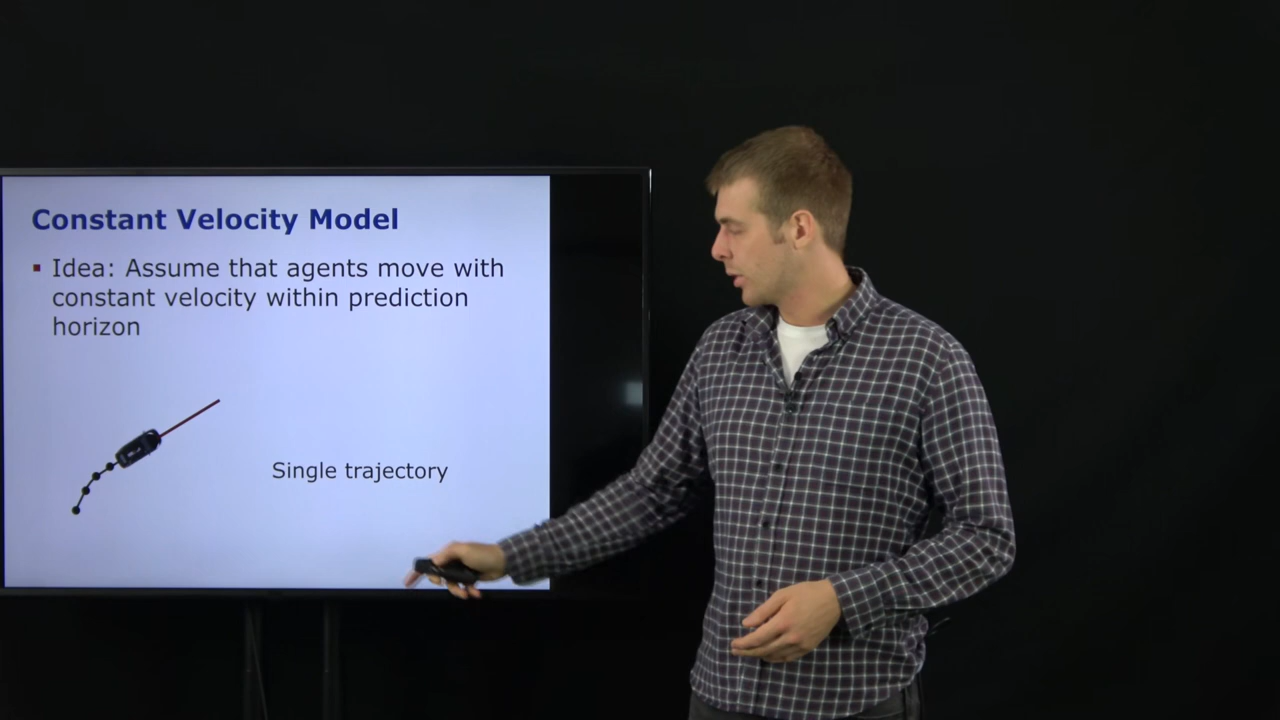 Constant Velocity Model
Idea: Assume that agents move with
constant velocity within prediction
horizon
Single trajectory